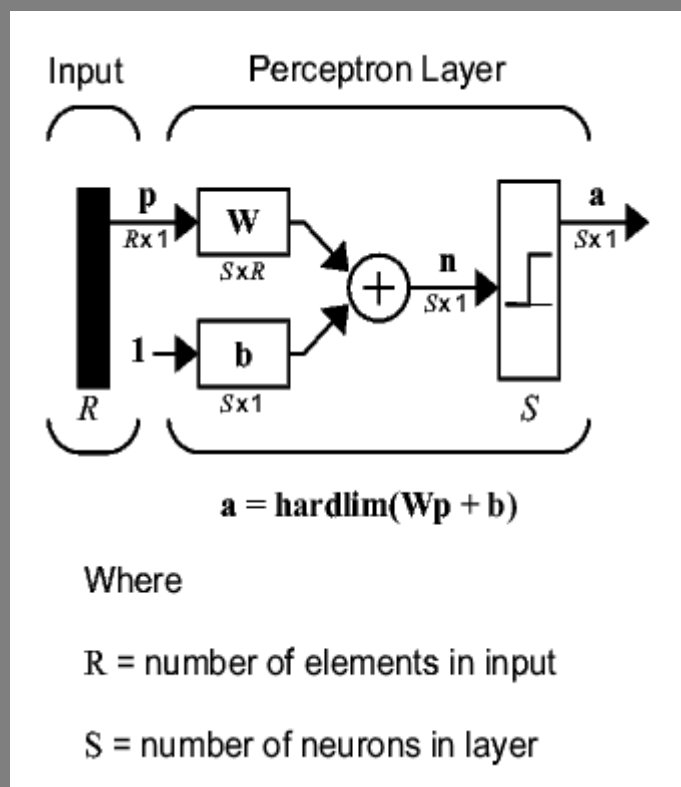 Input Perceptron Layer
p a
W
Rx1 Sx1
SxR n
+
Sx1
1 b
R Sx1 S
a = hardlim(Wp + b)
Where
R = number of elements in input
S = number of neurons in layer